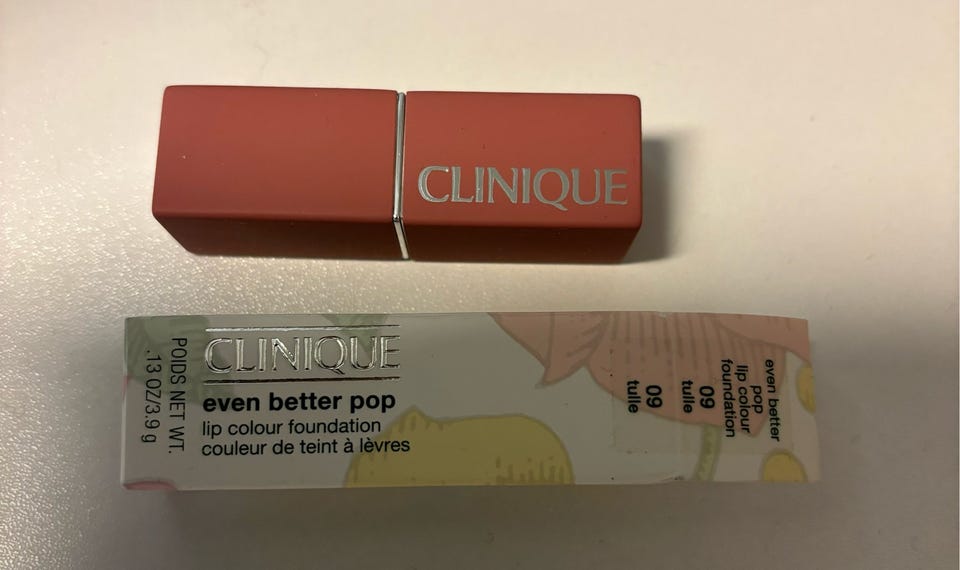 CLINIQUE
CLINIQUE
even better pop
lip colour foundation
couleur de teint à lèvres
POIDS NET WT.
.13 OZ/3.9 g
even better
pop
lip colour
foundation
09
tulle
09
tulle